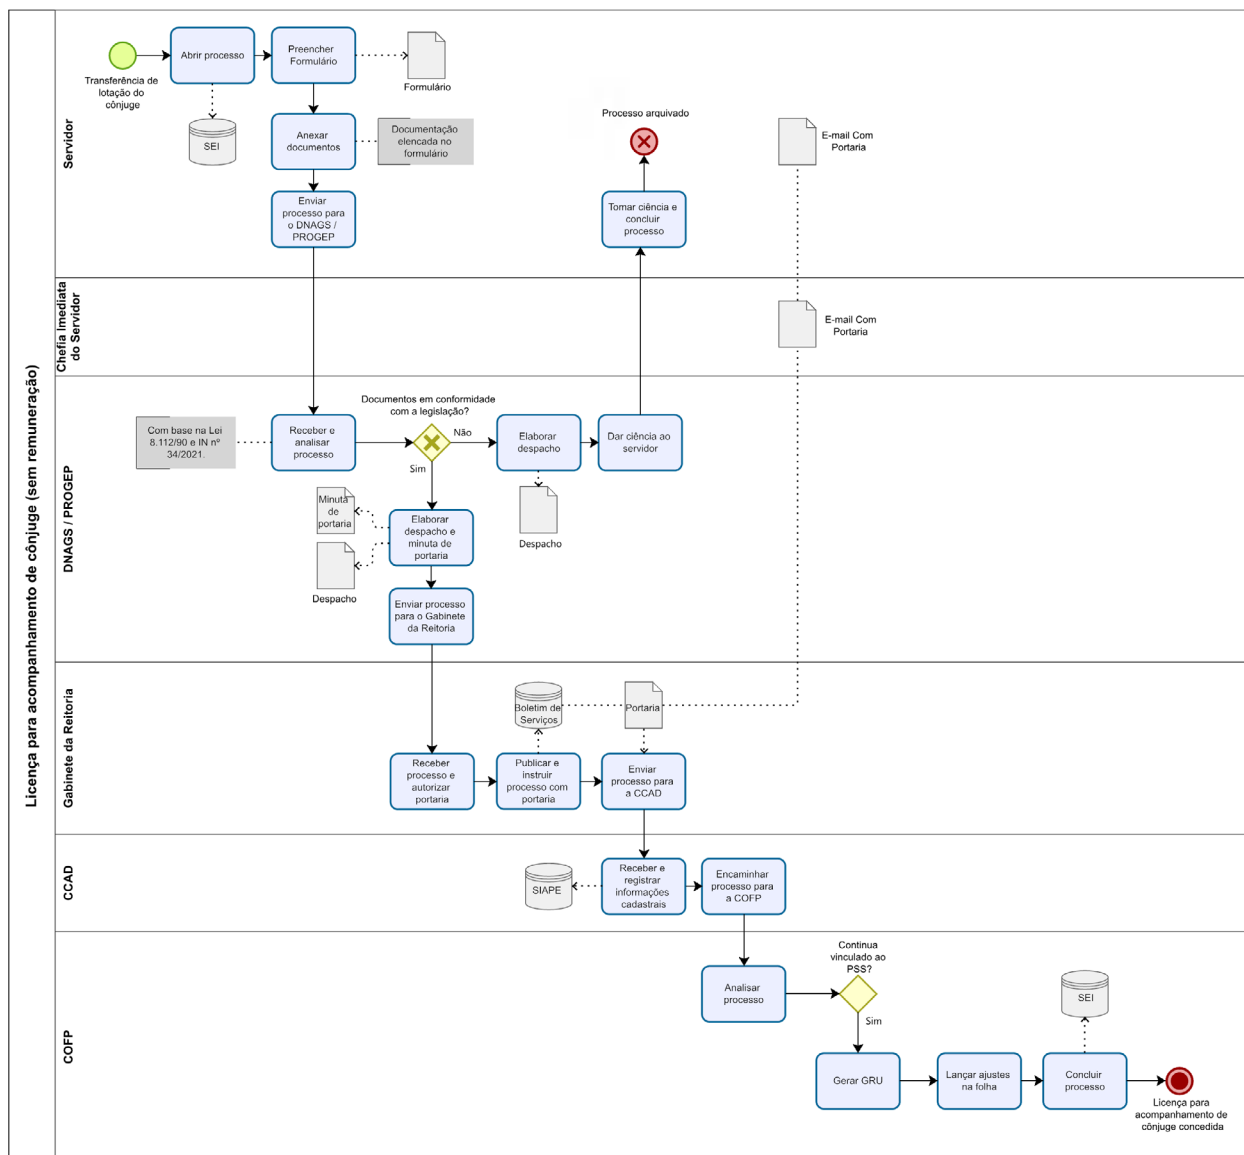 Licença para acompanhamento de cônjuge (sem remuneração)
Servidor
Transferência de
lotação do
cônjuge
Abrir processo
SEI
Preencher
Formulário
Formulário
Anexar
documentos
Documentação
elencada no
formulário
Enviar
processo para
o DNAGS /
PROGEP
Processo arquivado
Tomar ciência e
concluir
processo
E-mail Com
Portaria
Chefia Imediata
do Servidor
E-mail Com
Portaria
DNAGS / PROGEP
Com base na Lei
8.112/90 e IN nº
34/2021.
Receber e
analisar
processo
Documentos em conformidade
com a legislação?
Não
Sim
Elaborar
despacho
Despacho
Dar ciência ao
servidor
Minuta
de
portaria
Despacho
Elaborar
despacho e
minuta de
portaria
Enviar processo
para o Gabinete
da Reitoria
Gabinete da Reitoria
Boletim de
Serviços
Portaria
Receber
processo e
autorizar
portaria
Publicar e
instruir
processo com
portaria
Enviar
processo para
a CCAD
CCAD
SIAPE
Receber e
registrar
informações
cadastrais
Encaminhar
processo para
a COFP
COFP
Analisar
processo
Continua
vinculado ao
PSS?
Sim
Gerar GRU
Lançar ajustes
na folha
SEI
Concluir
processo
Licença para
acompanhamento de
cônjuge concedida